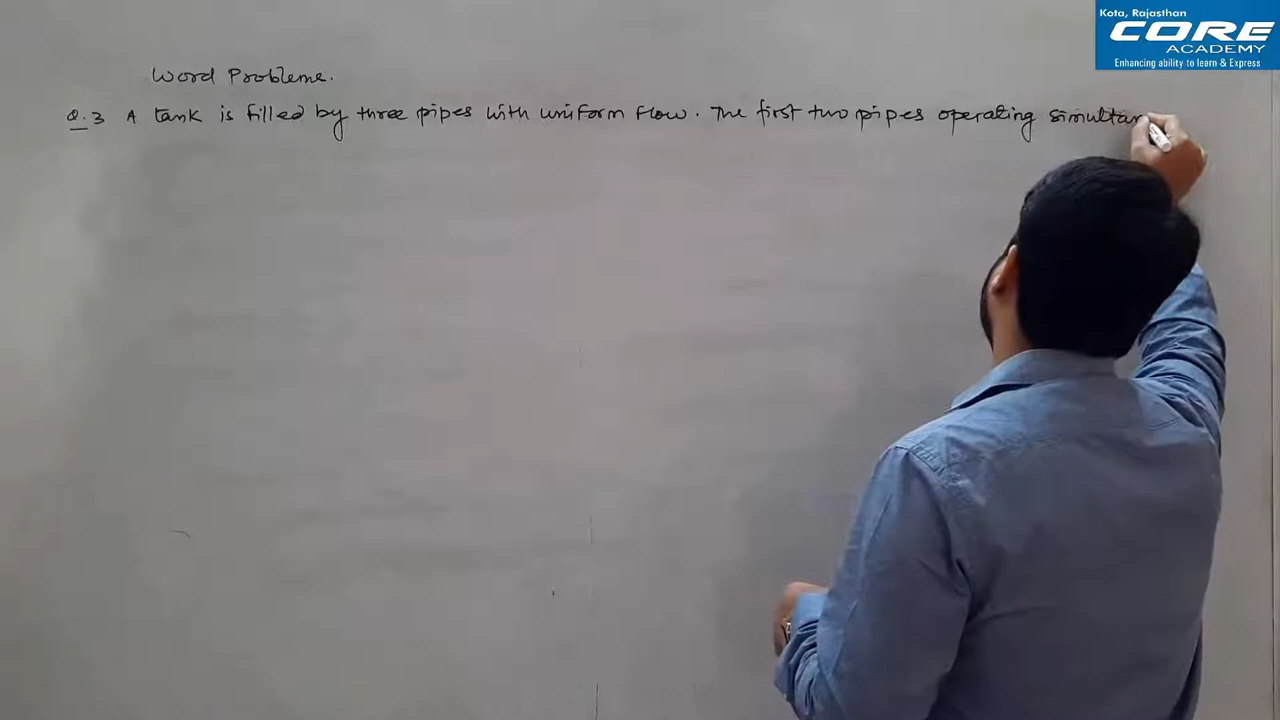 Kota, Rajasthan
CORE
ACADEMY
Enhancing ability to learn & Express
Word Probleme.
Q.3 A tank is filled by three pipes with uniform flow. The first two pipes operating simultan